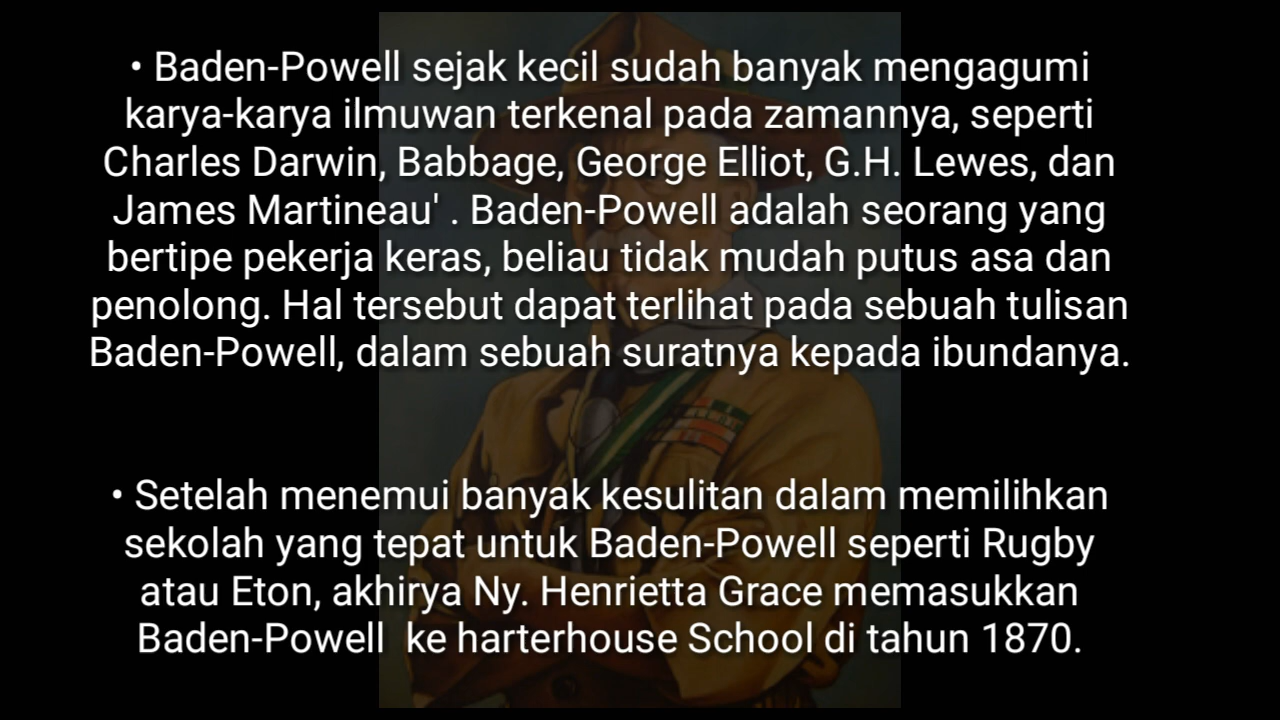 • Baden-Powell sejak kecil sudah banyak mengagumi
karya-karya ilmuwan terkenal pada zamannya, seperti
Charles Darwin, Babbage, George Elliot, G.H. Lewes, dan
James Martineau' . Baden-Powell adalah seorang yang
bertipe pekerja keras, beliau tidak mudah putus asa dan
penolong. Hal tersebut dapat terlihat pada sebuah tulisan
Baden-Powell, dalam sebuah suratnya kepada ibundanya.
• Setelah menemui banyak kesulitan dalam memilihkan
sekolah yang tepat untuk Baden-Powell seperti Rugby
atau Eton, akhirya Ny. Henrietta Grace memasukkan
Baden-Powell  ke harterhouse School di tahun 1870.